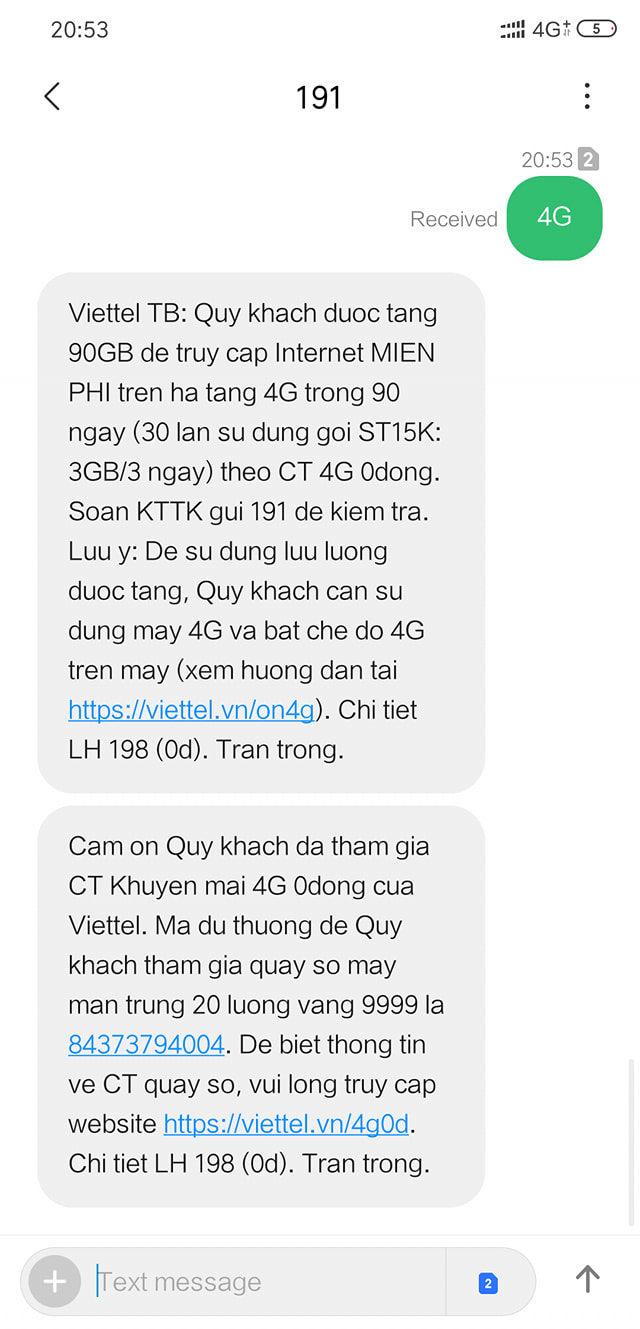 20:53
4G+
5
191
20:53 2
Received
4G
Viettel TB: Quy khach duoc tang
90GB de truy cap Internet MIEN
PHI tren ha tang 4G trong 90
ngay (30 lan su dung goi ST15K:
3GB/3 ngay) theo CT 4G 0dong.
Soan KTTK gui 191 de kiem tra.
Luu y: De su dung luu luong
duoc tang, Quy khach can su
dung may 4G va bat che do 4G
tren may (xem huong dan tai
https://viettel.vn/on4g). Chi tiet
LH 198 (0d). Tran trong.
Cam on Quy khach da tham gia
CT Khuyen mai 4G 0dong cua
Viettel. Ma du thuong de Quy
khach tham gia quay so may
man trung 20 luong vang 9999 la
84373794004. De biet thong tin
ve CT quay so, vui long truy cap
website https://viettel.vn/4g0d.
Chi tiet LH 198 (0d). Tran trong.
Text message
2